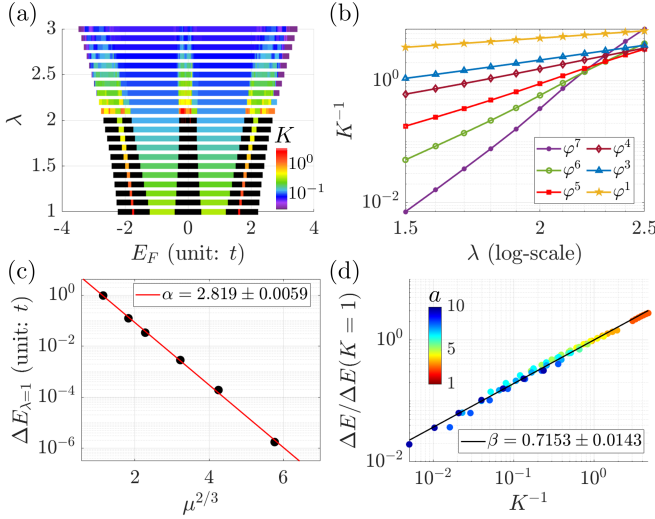 (a)
3
2.5
2
1.5
1
λ
-4
-2
0
2
4
E_F (unit: t)
K
10^0
10^-1
(b)
10^0
10^-2
K^-1
1.5
2
2.5
λ (log-scale)
φ^7
φ^6
φ^5
φ^4
φ^3
φ^1
(c)
10^0
10^-2
10^-4
10^-6
ΔE_λ=1 (unit: t)
2
4
6
μ^2/3
α = 2.819 ± 0.0059
(d)
a
10
5
1
10^0
10^-2
ΔE/ΔE(K = 1)
10^-2
10^-1
10^0
K^-1
β = 0.7153 ± 0.0143